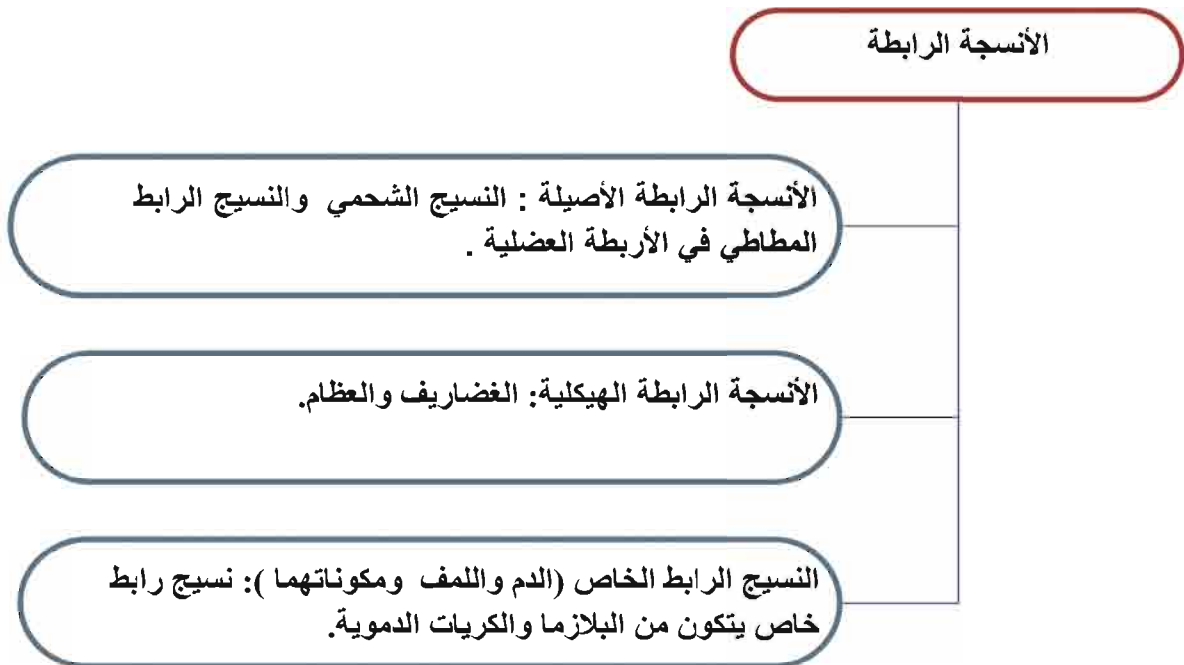 الأنسجة الرابطة
الأنسجة الرابطة الأصيلة : النسيج الشحمي والنسيج الرابط
المطاطي في الأربطة العضلية .
الأنسجة الرابطة الهيكلية: الغضاريف والعظام.
النسيج الرابط الخاص (الدم واللمف ومكوناتهما ): نسيج رابط
خاص يتكون من البلازما والكريات الدموية.